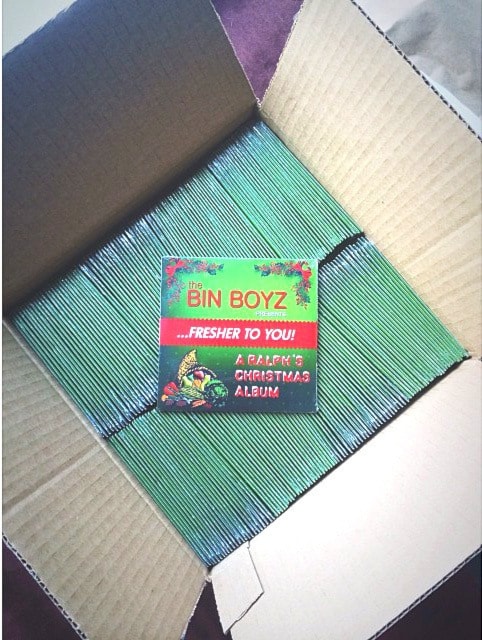 the
BIN BOYZ
PRESENTS
...FRESHER TO YOU!
A RALPH'S
CHRISTMAS
ALBUM